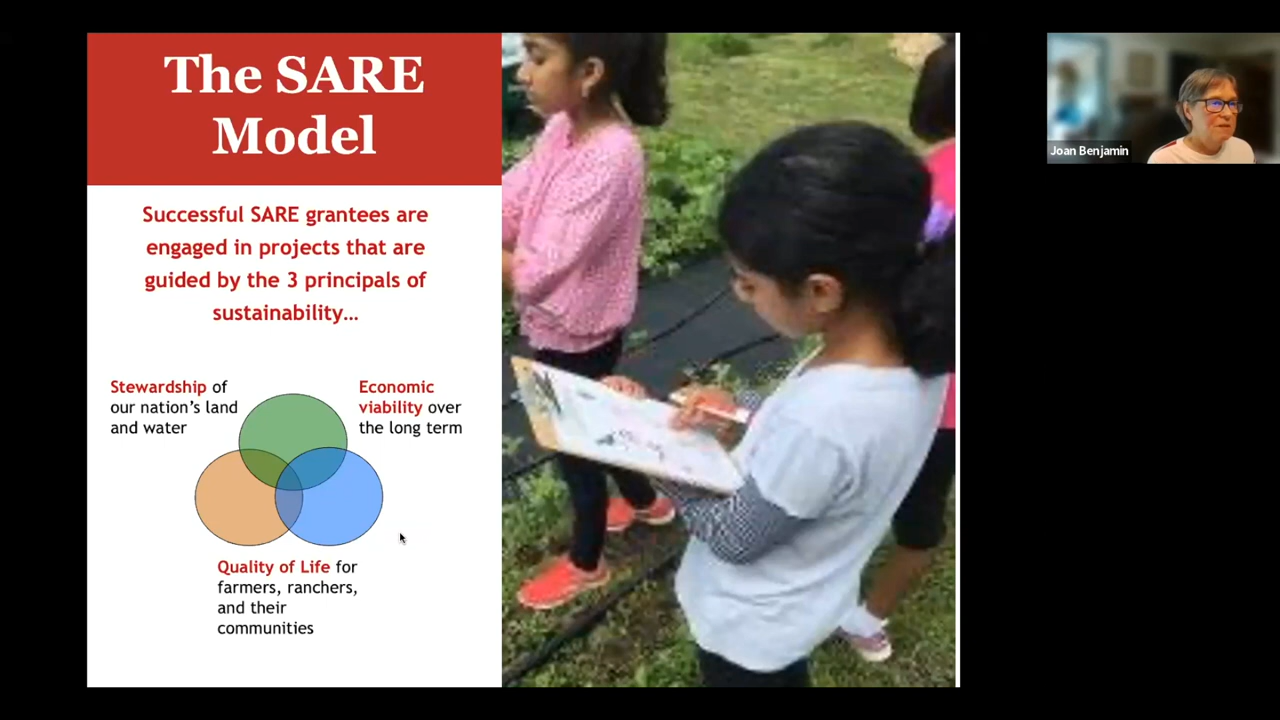 The SARE
Model
Successful SARE grantees are
engaged in projects that are
guided by the 3 principals of
sustainability...
Stewardship of
our nation's land
and water
Economic
viability over
the long term
Quality of Life for
farmers, ranchers,
and their
communities
Joan Benjamin